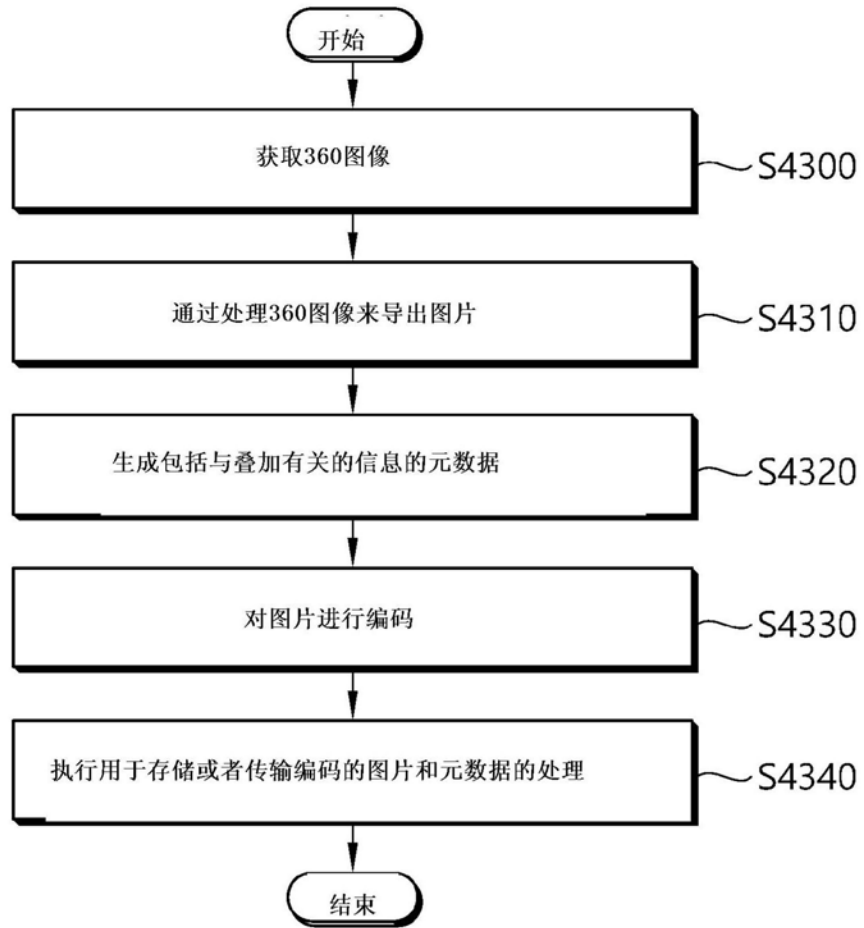 开始
获取360图像
S4300
通过处理360图像来导出图片
S4310
生成包括与叠加有关的信息的元数据
S4320
对图片进行编码
S4330
执行用于存储或者传输编码的图片和元数据的处理
S4340
结束